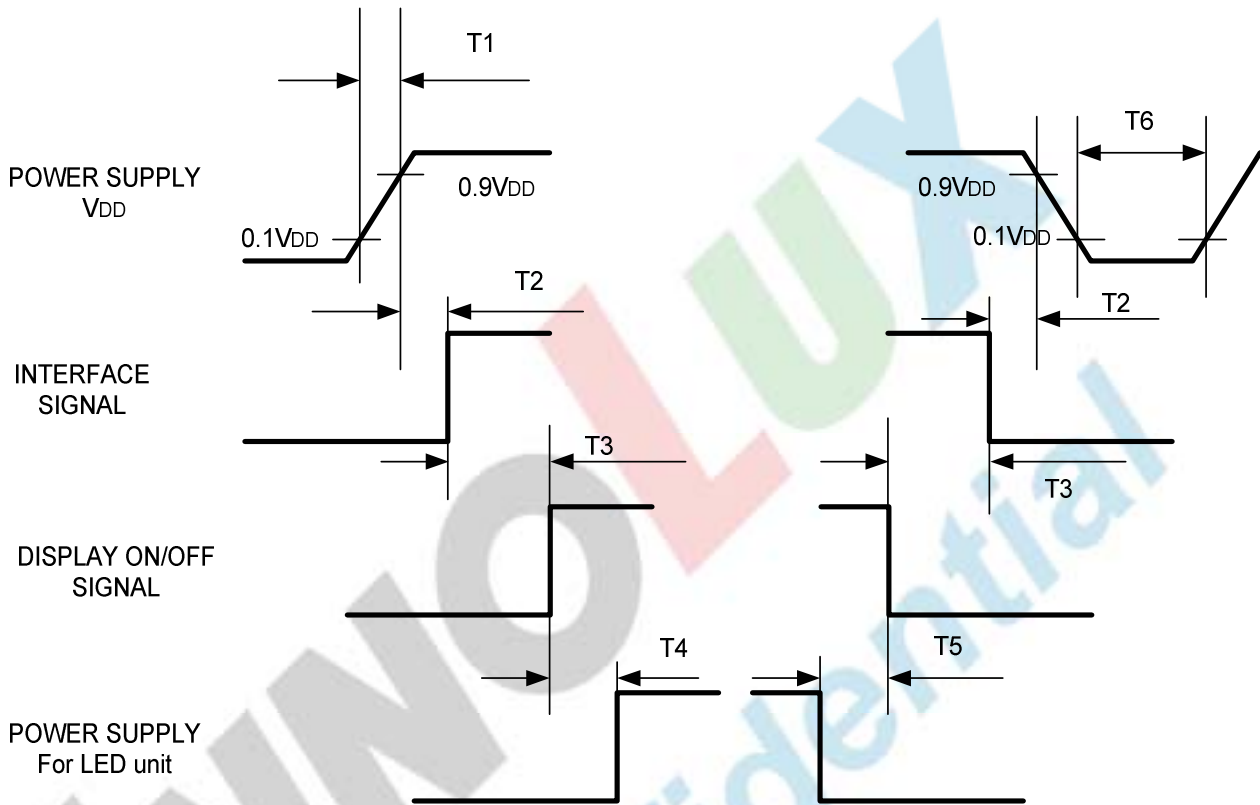 T1
T6
POWER SUPPLY
VDD
0.9VDD
0.9VDD
0.1VDD
0.1VDD
T2
T2
INTERFACE
SIGNAL
T3
T3
DISPLAY ON/OFF
SIGNAL
T4
T5
POWER SUPPLY
For LED unit
INNOLUX